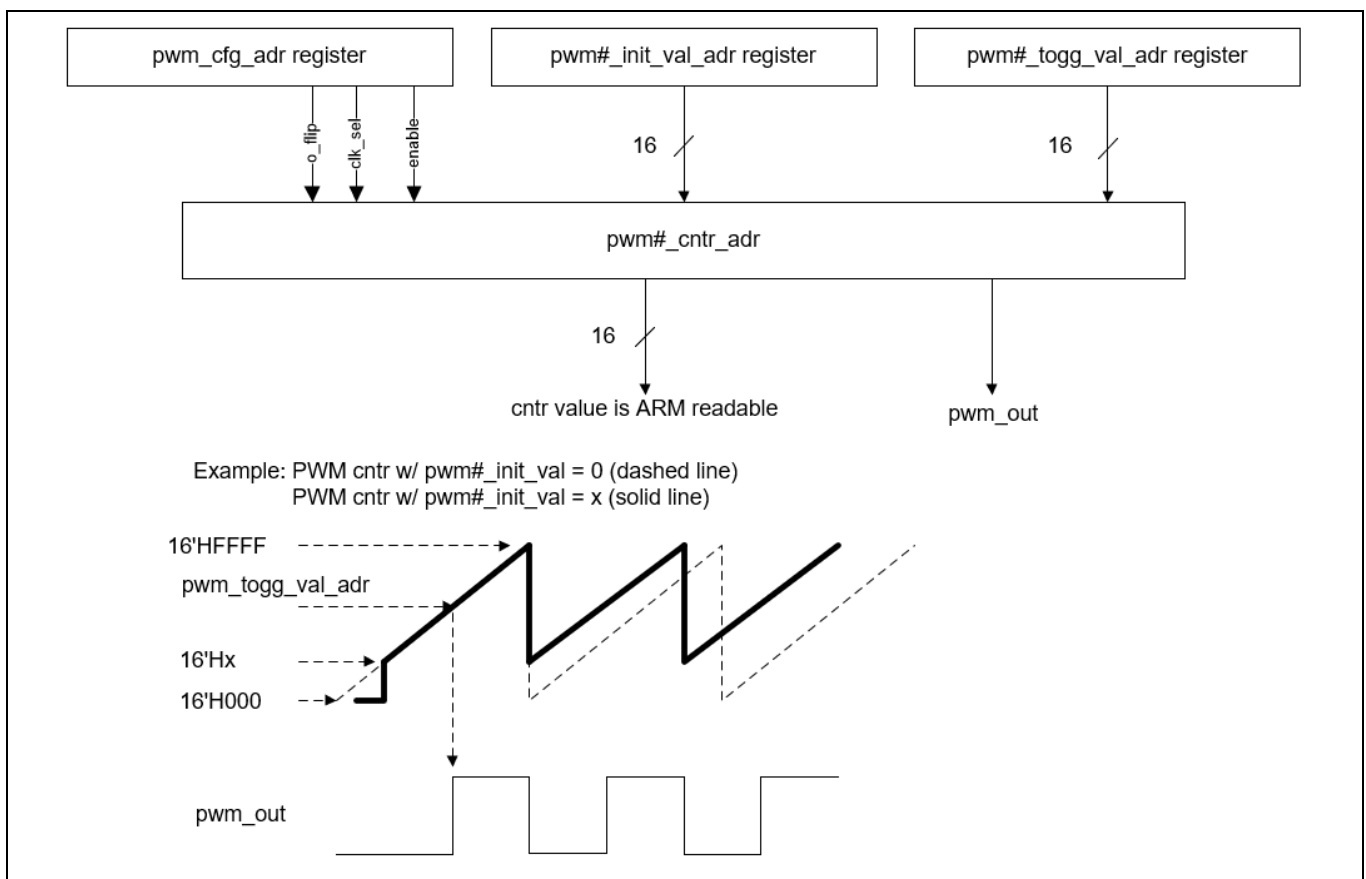 pwm_cfg_adr register
pwm#_init_val_adr register
pwm#_togg_val_adr register
o_flip
clk_sel
enable
16
16
pwm#_cntr_adr
16
cntr value is ARM readable
pwm_out
Example: PWM cntr w/ pwm#_init_val = 0 (dashed line)
PWM cntr w/ pwm#_init_val = x (solid line)
16'HFFFF
pwm_togg_val_adr
16'Hx
16'H000
pwm_out